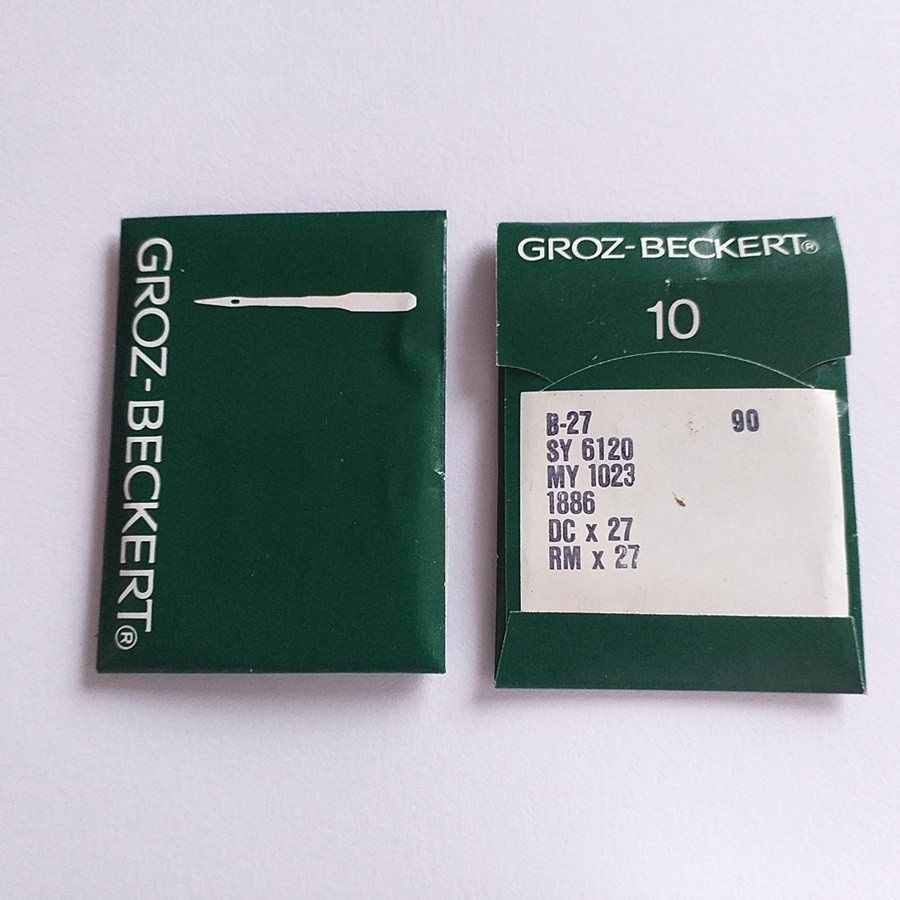 GROZ-BECKERT®
GROZ-BECKERT®
10
B-27 90
SY 6120
MY 1023
1886
DC x 27
RM x 27